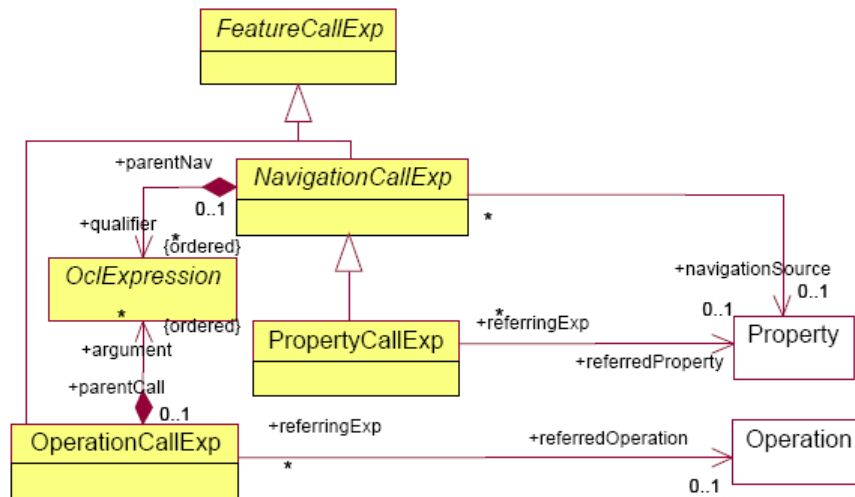 FeatureCallExp
+parentNav
NavigationCallExp
0..1
*
+qualifier
*
{ordered}
OclExpression
+navigationSource
0..1
*
{ordered}
*
0..1
+referringExp
Property
PropertyCallExp
+argument
+referredProperty
+parentCall
0..1
+referringExp
+referredOperation
OperationCallExp
Operation
*
0..1